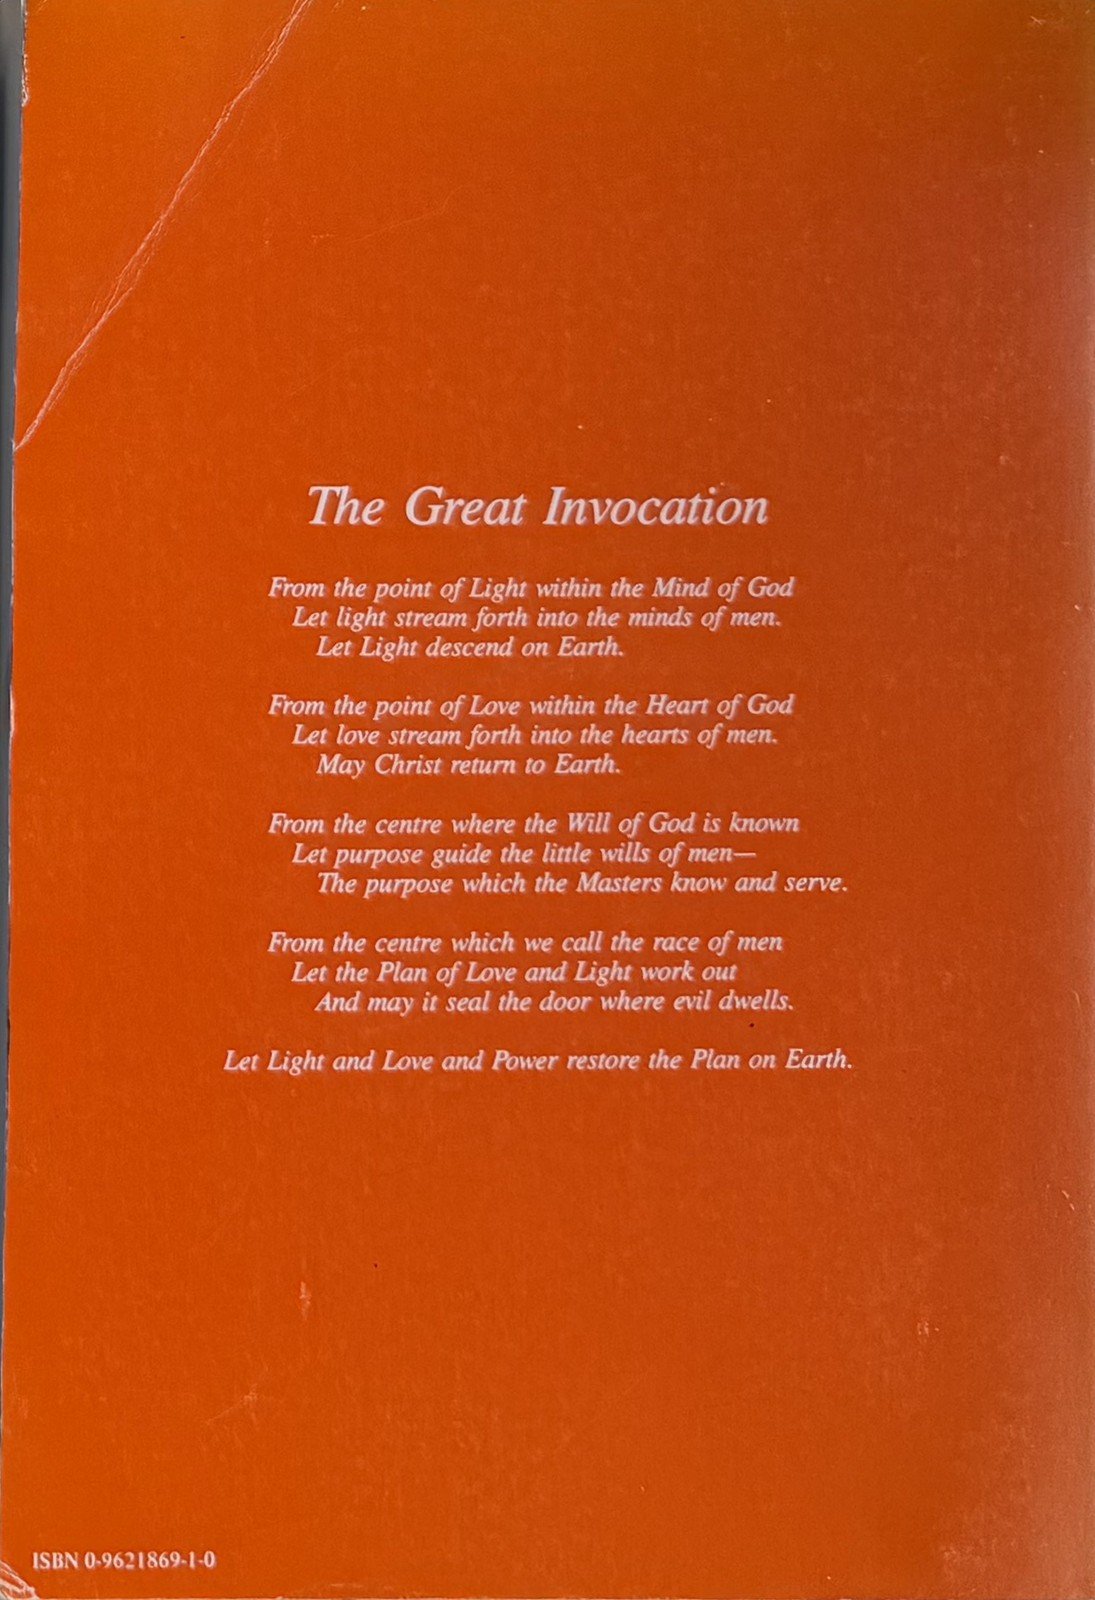 The Great Invocation
From the point of Light within the Mind of God
Let light stream forth into the minds of men.
Let Light descend on Earth.
From the point of Love within the Heart of God
Let love stream forth into the hearts of men.
May Christ return to Earth.
From the centre where the Will of God is known
Let purpose guide the little wills of men—
The purpose which the Masters know and serve.
From the centre which we call the race of men
Let the Plan of Love and Light work out
And may it seal the door where evil dwells.
Let Light and Love and Power restore the Plan on Earth.
ISBN 0-9621869-1-0